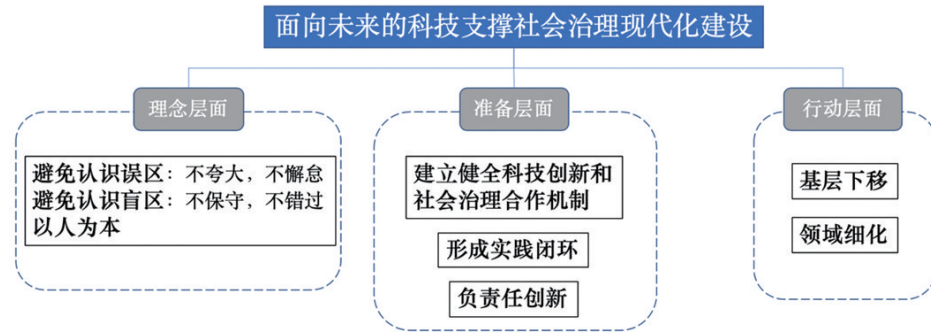 面向未来的科技支撑社会治理现代化建设
理念层面
避免认识误区：不夸大，不懈怠
避免认识盲区：不保守，不错过
以人为本
准备层面
建立健全科技创新和
社会治理合作机制
形成实践闭环
负责任创新
行动层面
基层下移
领域细化